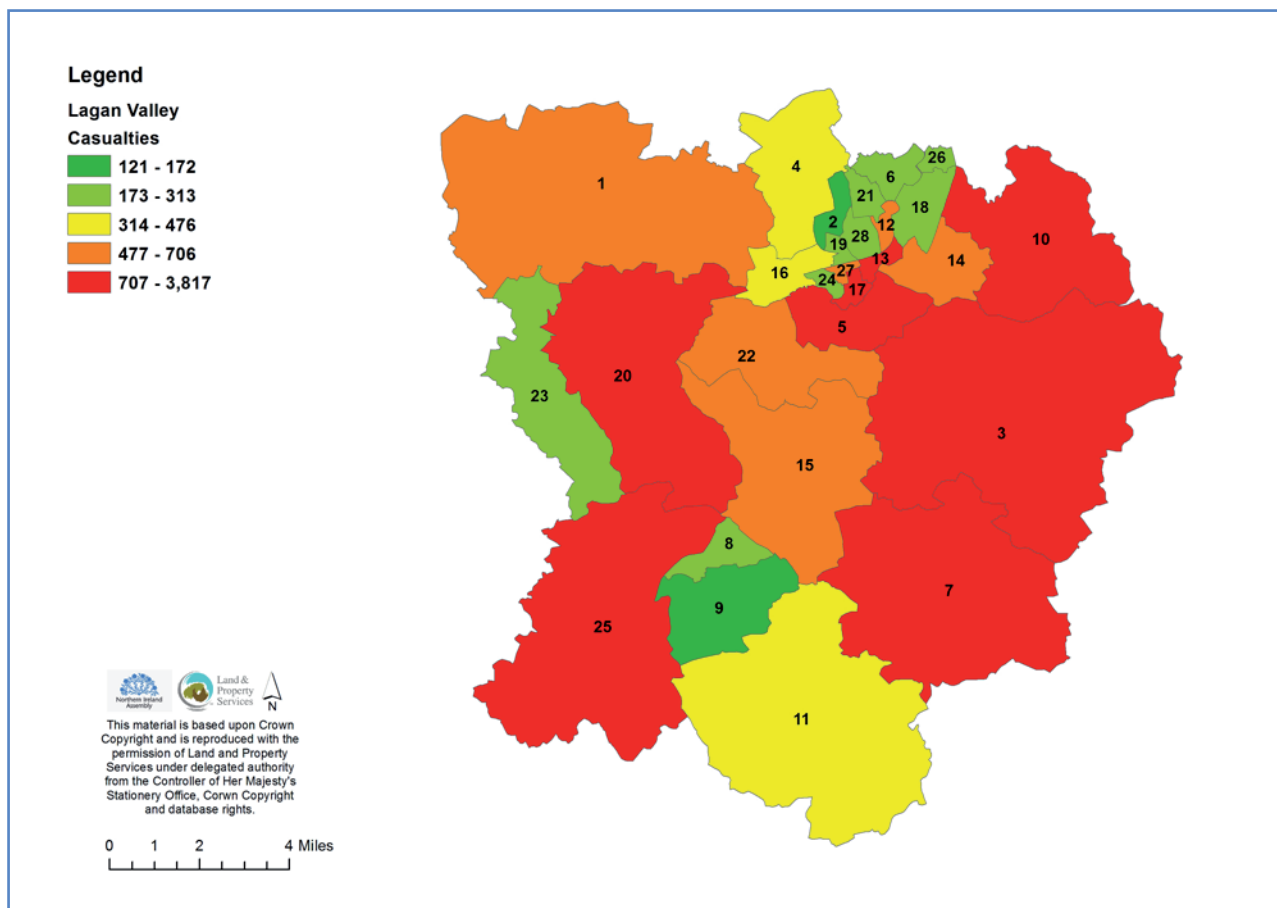 Legend
Lagan Valley
Casualties
121 - 172
173 - 313
314 - 476
477 - 706
707 - 3,817
1
4
26
6
21
18
2
12
10
19
28
13
14
16
27
24
17
5
22
20
23
3
15
8
7
9
25
11
Northern Ireland
Assembly
Land &
Property
Services
N
This material is based upon Crown
Copyright and is reproduced with the
permission of Land and Property
Services under delegated authority
from the Controller of Her Majesty's
Stationery Office, Corwn Copyright
and database rights.
0 1 2 4 Miles